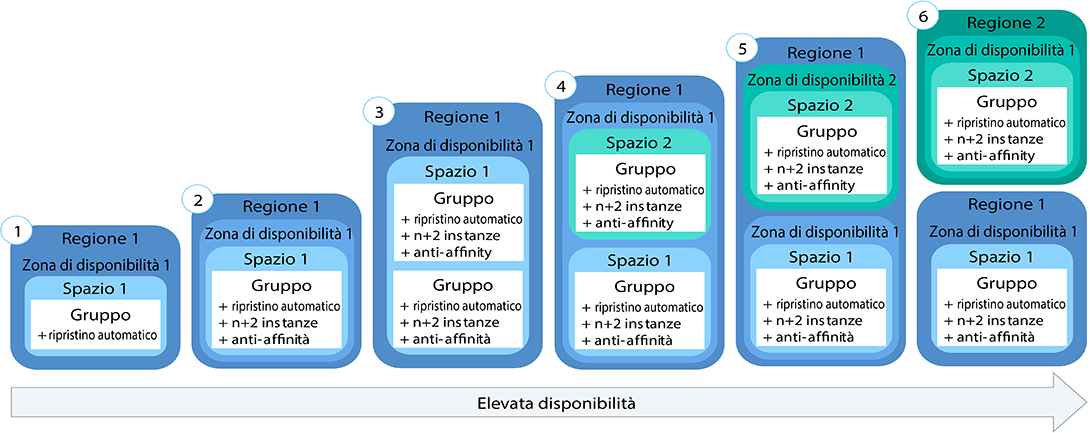 1
Regione 1
Zona di disponibilità 1
Spazio 1
Gruppo
+ ripristino automatico
2
Regione 1
Zona di disponibilità 1
Spazio 1
Gruppo
+ ripristino automatico
+ n+2 instanze
+ anti-affinità
3
Regione 1
Zona di disponibilità 1
Spazio 1
Gruppo
+ ripristino automatico
+ n+2 instanze
+ anti-affinity
Gruppo
+ ripristino automatico
+ n+2 instanze
+ anti-affinità
4
Regione 1
Zona di disponibilità 1
Spazio 2
Gruppo
+ ripristino automatico
+ n+2 instanze
+ anti-affinity
Spazio 1
Gruppo
+ ripristino automatico
+ n+2 instanze
+ anti-affinità
5
Regione 1
Zona di disponibilità 2
Spazio 2
Gruppo
+ ripristino automatico
+ n+2 instanze
+ anti-affinity
Zona di disponibilità 1
Spazio 1
Gruppo
+ ripristino automatico
+ n+2 instanze
+ anti-affinità
6
Regione 2
Zona di disponibilità 1
Spazio 2
Gruppo
+ ripristino automatico
+ n+2 instanze
+ anti-affinity
Regione 1
Zona di disponibilità 1
Spazio 1
Gruppo
+ ripristino automatico
+ n+2 instanze
+ anti-affinità
Elevata disponibilità